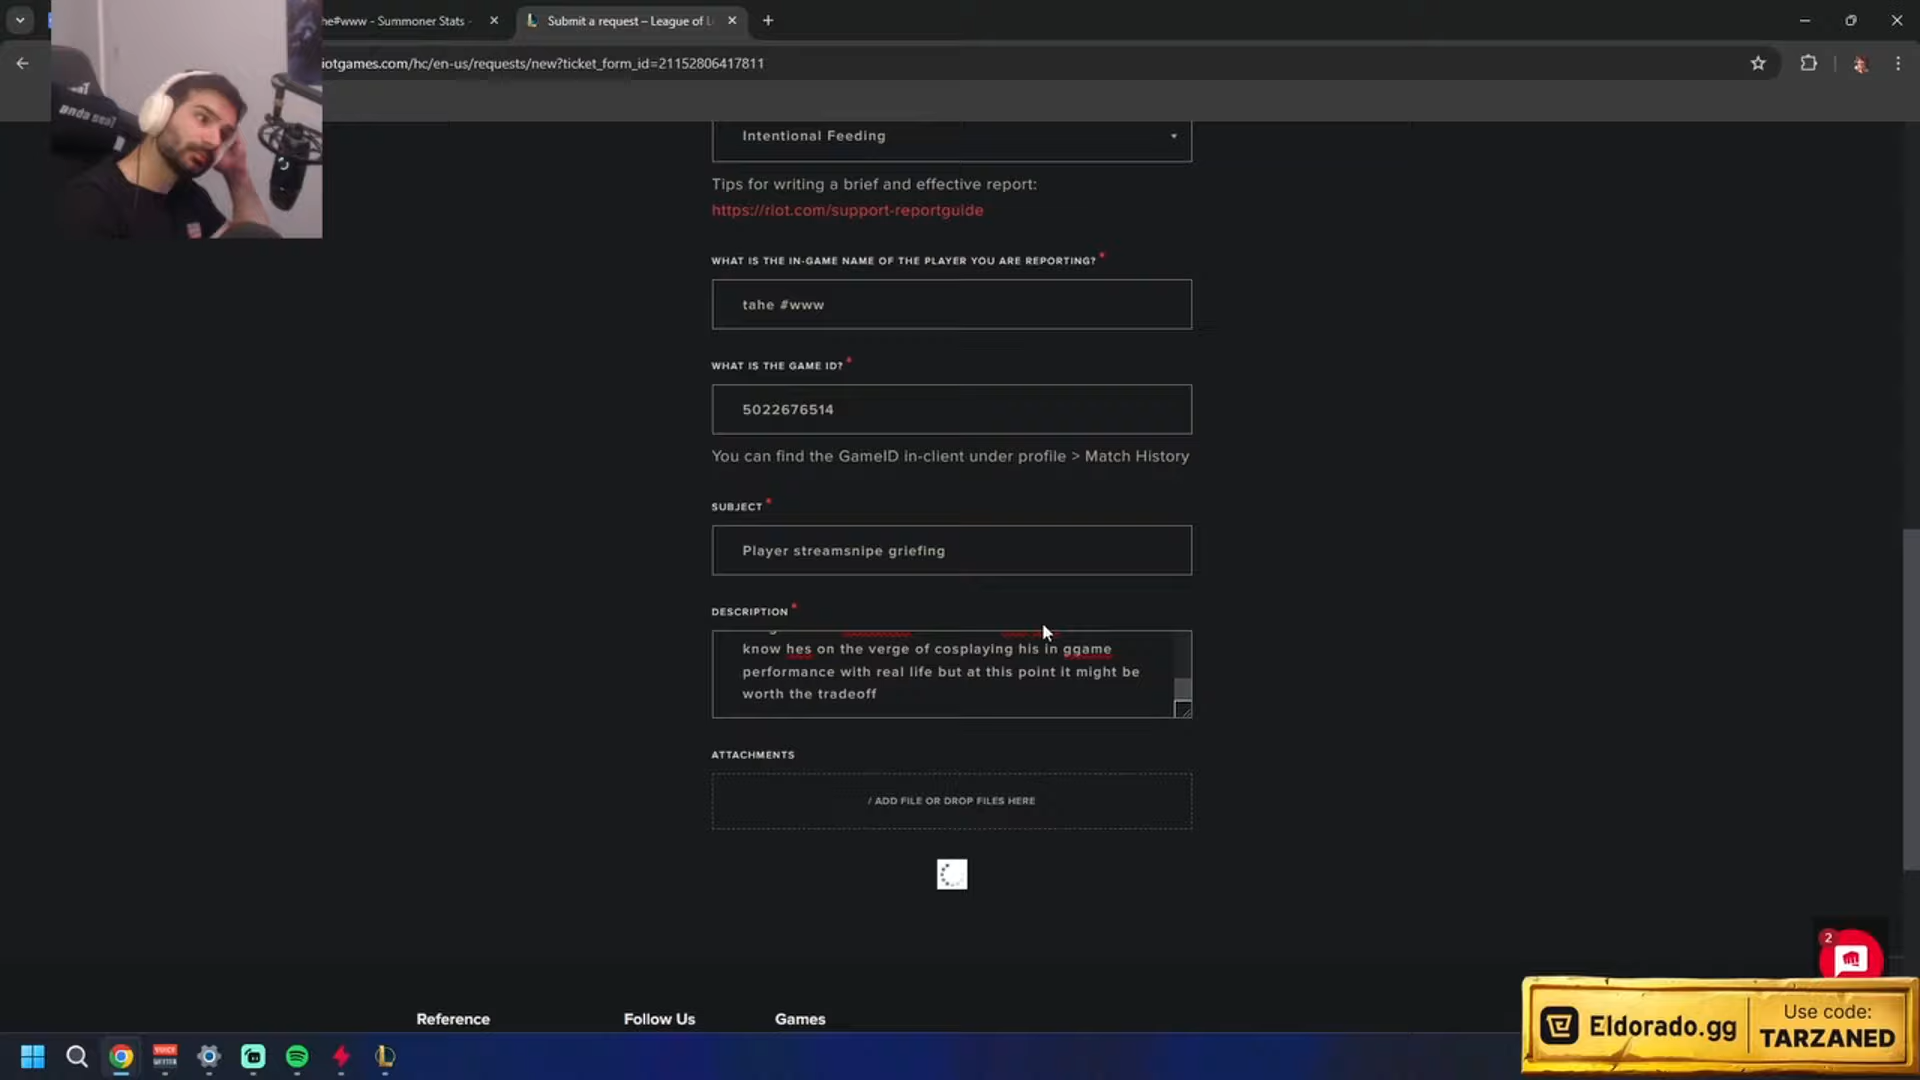 he#www - Summoner Stats -
Submit a request – League of L
iotgames.com/hc/en-us/requests/new?ticket_form_id=21152806417811
anda seaT
Intentional Feeding
Tips for writing a brief and effective report:
https://riot.com/support-reportguide
WHAT IS THE IN-GAME NAME OF THE PLAYER YOU ARE REPORTING? *
tahe #www
WHAT IS THE GAME ID? *
5022676514
You can find the GameID in-client under profile > Match History
SUBJECT *
Player streamsnipe griefing
DESCRIPTION *
know hes on the verge of cosplaying his in ggame
performance with real life but at this point it might be
worth the tradeoff
ATTACHMENTS
/ ADD FILE OR DROP FILES HERE
2
Reference
Follow Us
Games
Eldorado.gg
Use code:
TARZANED